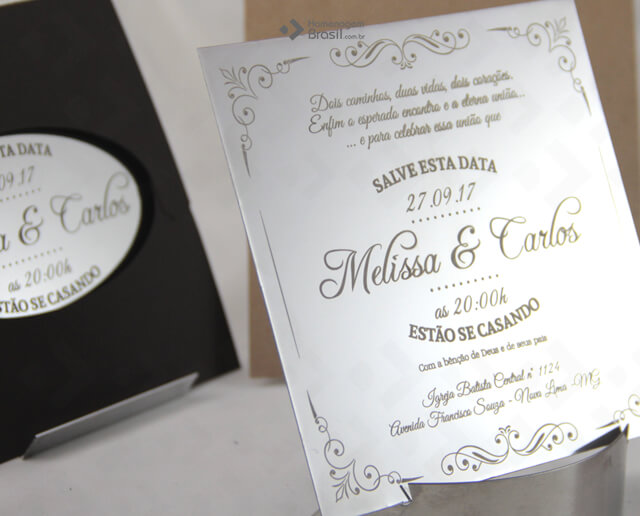 Homenagem
Brasil.com.br
Dois caminhos, duas vidas, dois corações.
Enfim o esperado encontro e a eterna união...
... e para celebrar essa união que
SALVE ESTA DATA
27.09.17
Melissa & Carlos
as 20:00h
ESTÃO SE CASANDO
Com a bênção de Deus e de seus pais
Igreja Batista Central n° 1124
Avenida Francisco Souza - Nova Lima - MG
STA DATA
09.17
a & Carlos
as 20:00h
ESTÃO SE CASANDO